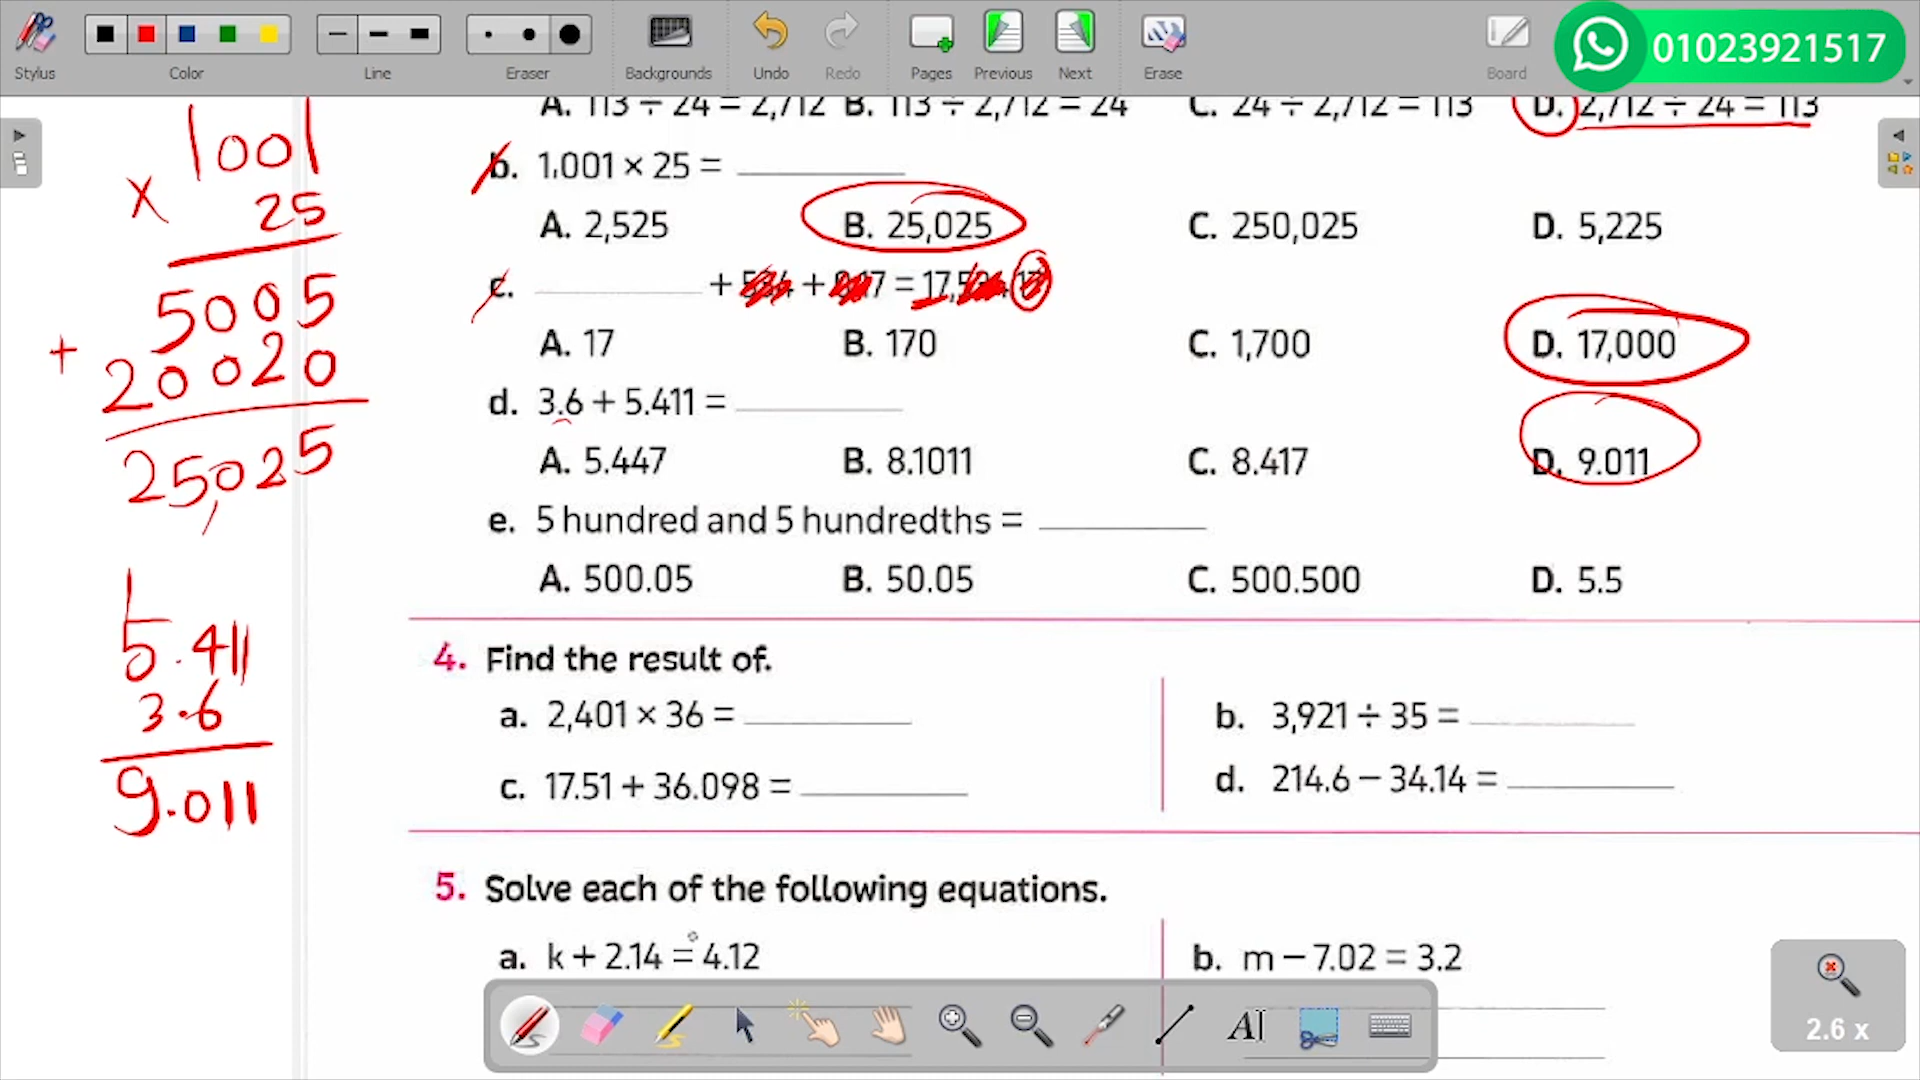 Stylus
Color
Line
Eraser
Backgrounds
Undo
Redo
Pages
Previous
Next
Erase
Board
01023921517
A. 113 ÷ 24 = 2,712 B. 113 ÷ 2,712 = 24 C. 24 ÷ 2,712 = 113 D. 2,712 ÷ 24 = 113
b. 1,001 × 25 =
A. 2,525 B. 25,025 C. 250,025 D. 5,225
c. + + = 17,
A. 17 B. 170 C. 1,700 D. 17,000
d. 3.6 + 5.411 =
A. 5.447 B. 8.1011 C. 8.417 D. 9.011
e. 5 hundred and 5 hundredths =
A. 500.05 B. 50.05 C. 500.500 D. 5.5
4. Find the result of.
a. 2,401 × 36 = b. 3,921 ÷ 35 =
c. 17.51 + 36.098 = d. 214.6 − 34.14 =
5. Solve each of the following equations.
a. k + 2.14 = 4.12 b. m − 7.02 = 3.2
1001
× 25
5005
+ 20020
25,025
1
5.411
3.6
9.011
AI
2.6 x